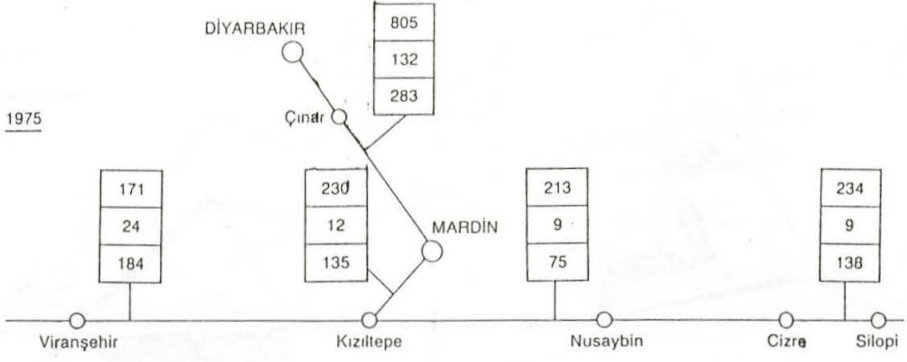 DİYARBAKIR
805
132
283
Çınar
1975
171
24
184
230
12
135
213
9
75
234
9
138
MARDİN
Viranşehir
Kızıltepe
Nusaybin
Cizre
Silopi